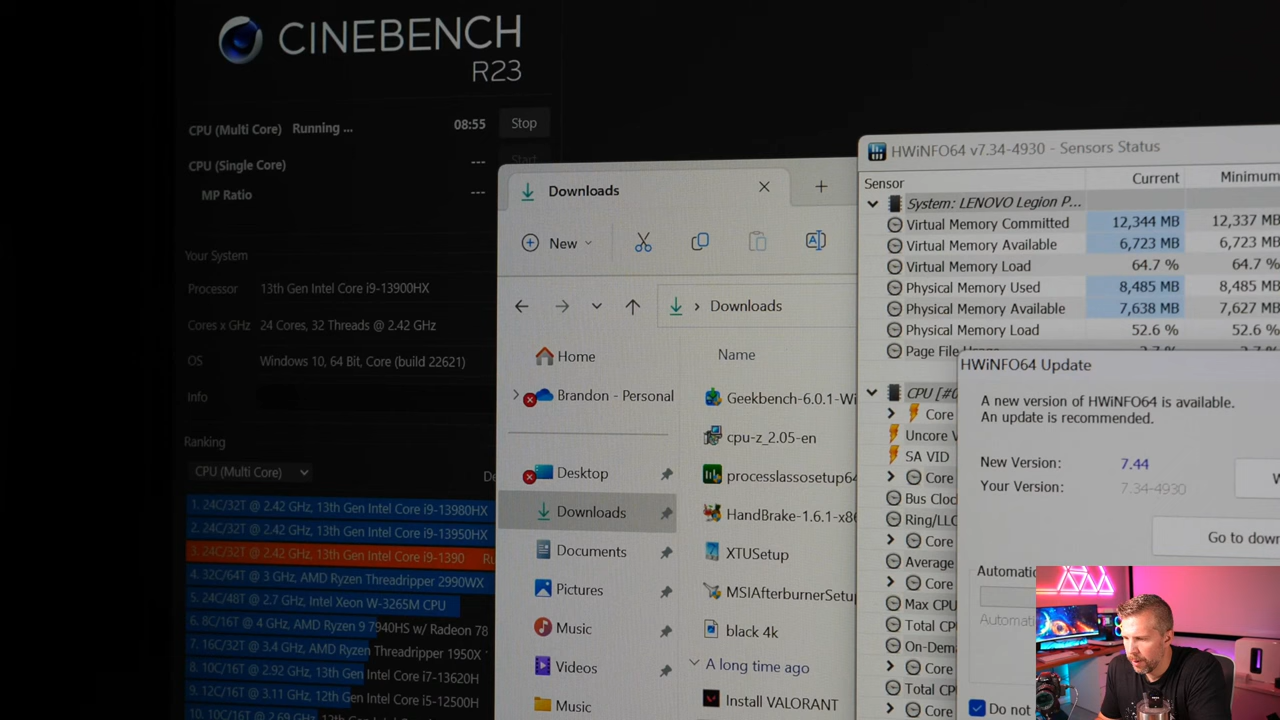 CINEBENCH
R23
CPU (Multi Core) Running ... 08:55 Stop
CPU (Single Core) --- Start
MP Ratio ---
Your System
Processor 13th Gen Intel Core i9-13900HX
Cores x GHz 24 Cores, 32 Threads @ 2.42 GHz
OS Windows 10, 64 Bit, Core (build 22621)
Info
Ranking
CPU (Multi Core)
1. 24C/32T @ 2.42 GHz, 13th Gen Intel Core i9-13980HX
2. 24C/32T @ 2.42 GHz, 13th Gen Intel Core i9-13950HX
3. 24C/32T @ 2.42 GHz, 13th Gen Intel Core i9-1390
4. 32C/64T @ 3 GHz, AMD Ryzen Threadripper 2990WX
5. 24C/48T @ 2.7 GHz, Intel Xeon W-3265M CPU
6. 8C/16T @ 4 GHz, AMD Ryzen 9 7940HS w/ Radeon 78
7. 16C/32T @ 3.4 GHz, AMD Ryzen Threadripper 1950X
8. 10C/16T @ 2.92 GHz, 13th Gen Intel Core i7-13620H
9. 12C/16T @ 3.11 GHz, 12th Gen Intel Core i5-12500H
10. 10C/16T @ 2.69 GHz
Downloads
New
Downloads
Home
Brandon - Personal
Desktop
Downloads
Documents
Pictures
Music
Videos
Music
Name
Geekbench-6.0.1-Wi
cpu-z_2.05-en
processlassosetup64
HandBrake-1.6.1-x86
XTUSetup
MSIAfterburnerSetu
black 4k
A long time ago
Install VALORANT
HWiNFO64 v7.34-4930 - Sensors Status
Sensor Current Minimum
System: LENOVO Legion P...
Virtual Memory Committed 12,344 MB 12,337 MB
Virtual Memory Available 6,723 MB 6,723 MB
Virtual Memory Load 64.7 % 64.7 %
Physical Memory Used 8,485 MB 8,485 MB
Physical Memory Available 7,638 MB 7,627 MB
Physical Memory Load 52.6 % 52.6 %
Page File
CPU [#0
Core
Uncore V
SA VID
Core
Bus Cloc
Ring/LLC
Core
Average
Core
Max CPU
Total CP
On-Dem
Core
Total CP
Core
HWiNFO64 Update
A new version of HWiNFO64 is available.
An update is recommended.
New Version: 7.44
Your Version: 7.34-4930
Go to down
Automatic
Automati
Do not